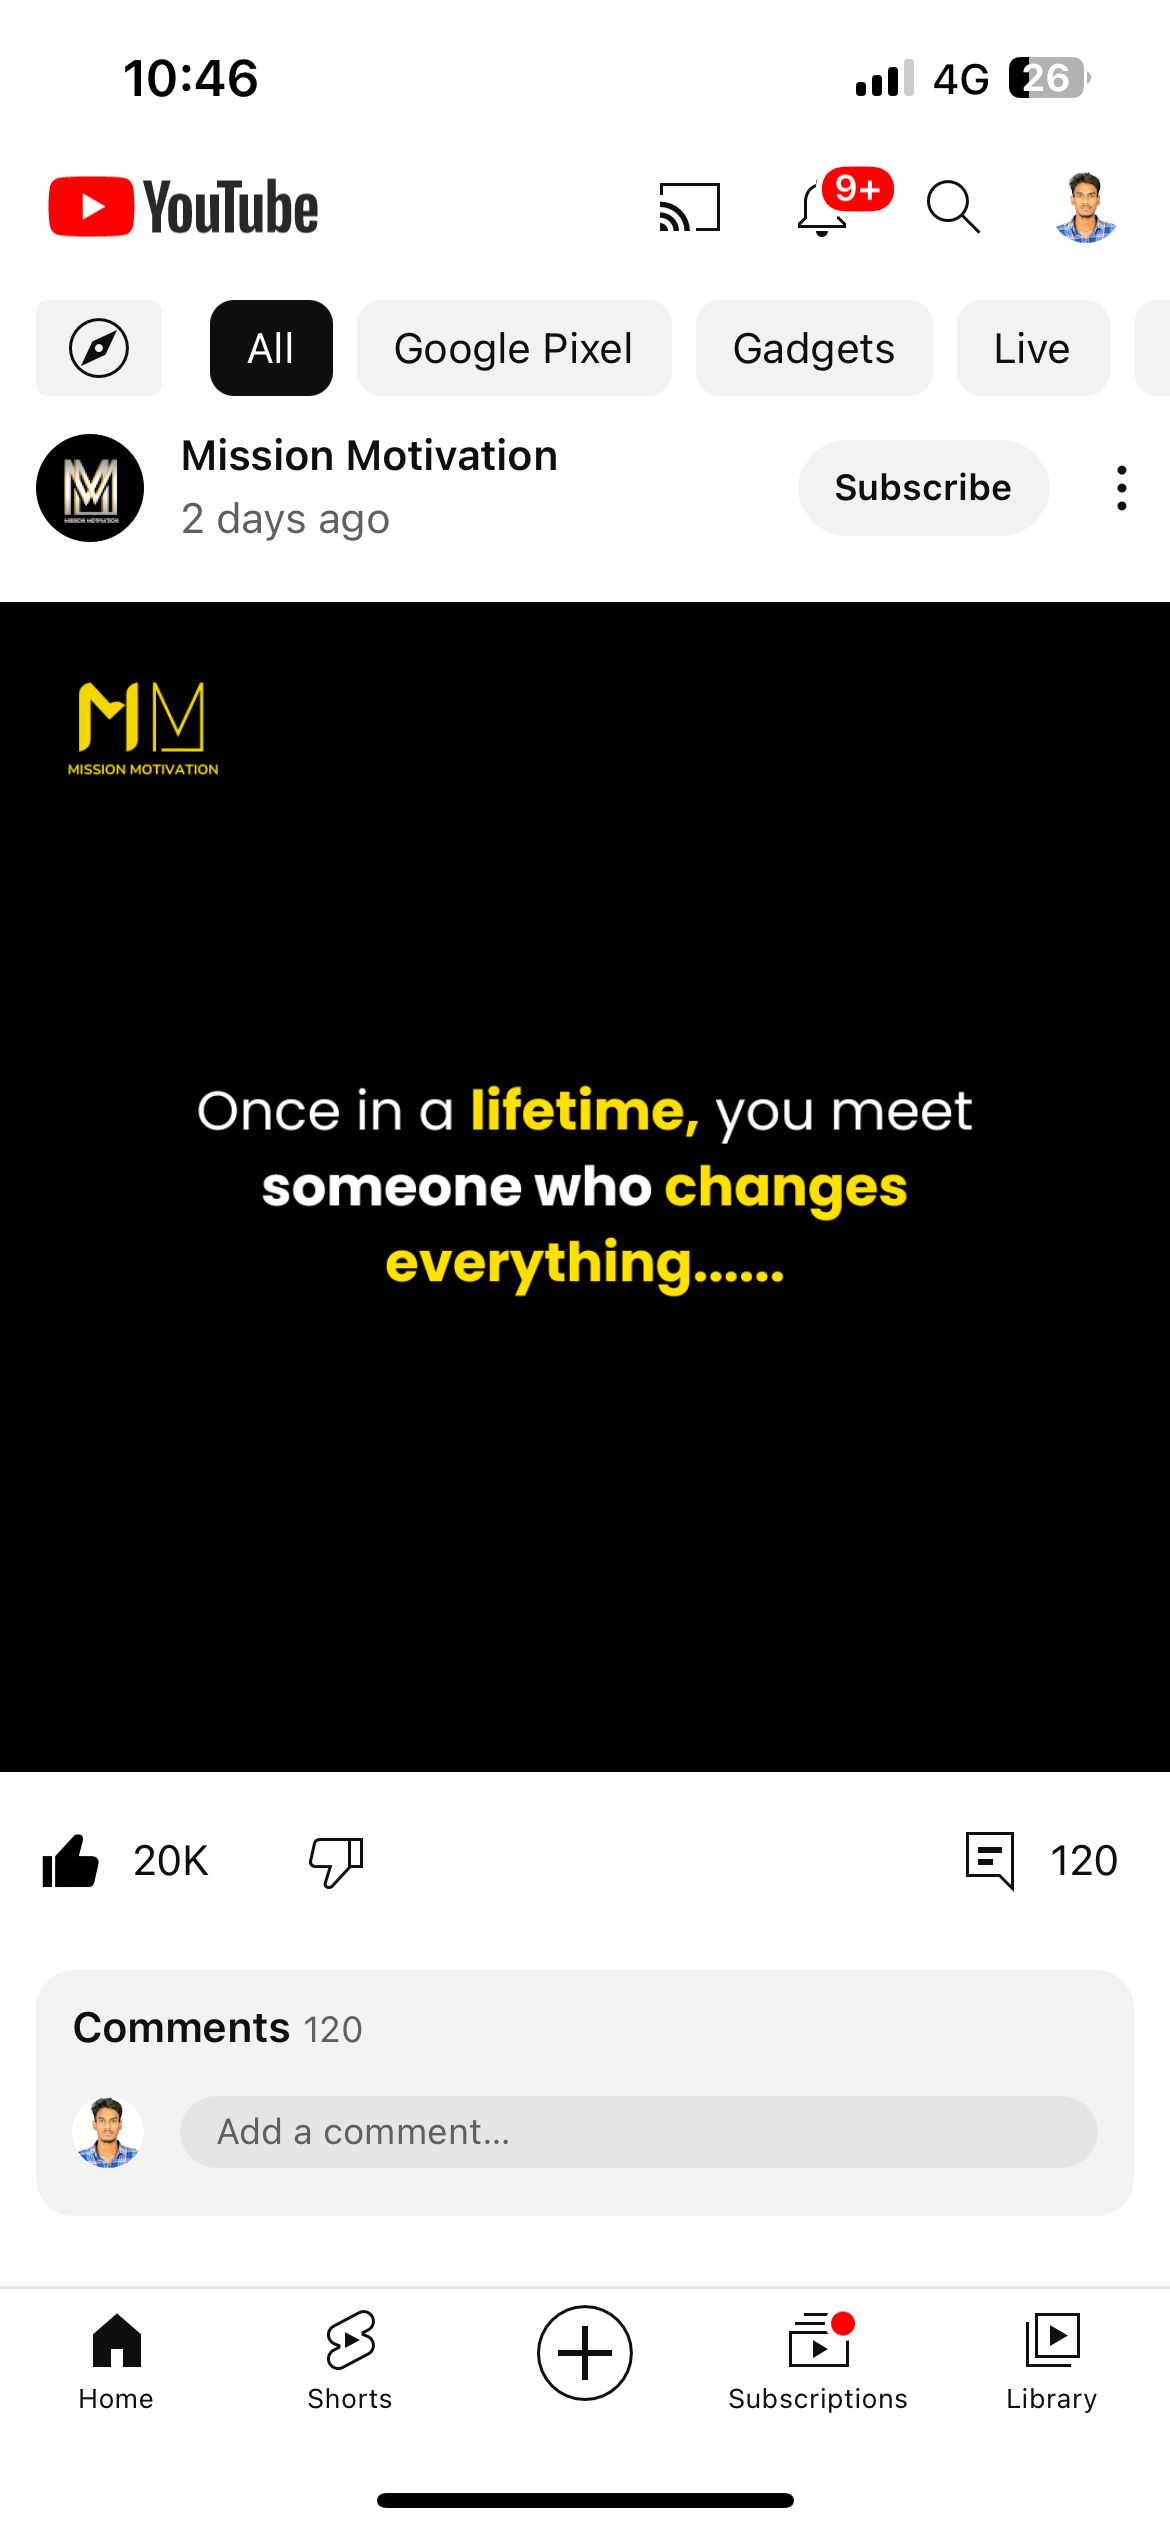 10:46
4G
26
YouTube
9+
All
Google Pixel
Gadgets
Live
Mission Motivation
2 days ago
Subscribe
MISSION MOTIVATION
MM
MISSION MOTIVATION
Once in a lifetime, you meet
someone who changes
everything......
20K
120
Comments 120
Add a comment...
Home
Shorts
Subscriptions
Library